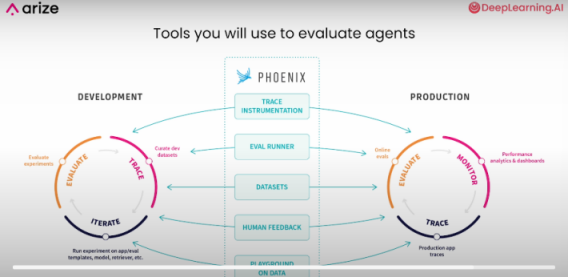 arize
DeepLearning.AI
Tools you will use to evaluate agents
PHOENIX
DEVELOPMENT
PRODUCTION
TRACE
INSTRUMENTATION
EVAL RUNNER
DATASETS
HUMAN FEEDBACK
PLAYGROUND
ON DATA
Evaluate
experiments
EVALUATE
TRACE
Create dev
datasets
ITERATE
Run experiment on app/eval
templates, model, retriever, etc.
Online
evals
EVALUATE
MONITOR
Performance
analytics & dashboards
TRACE
Production app
traces